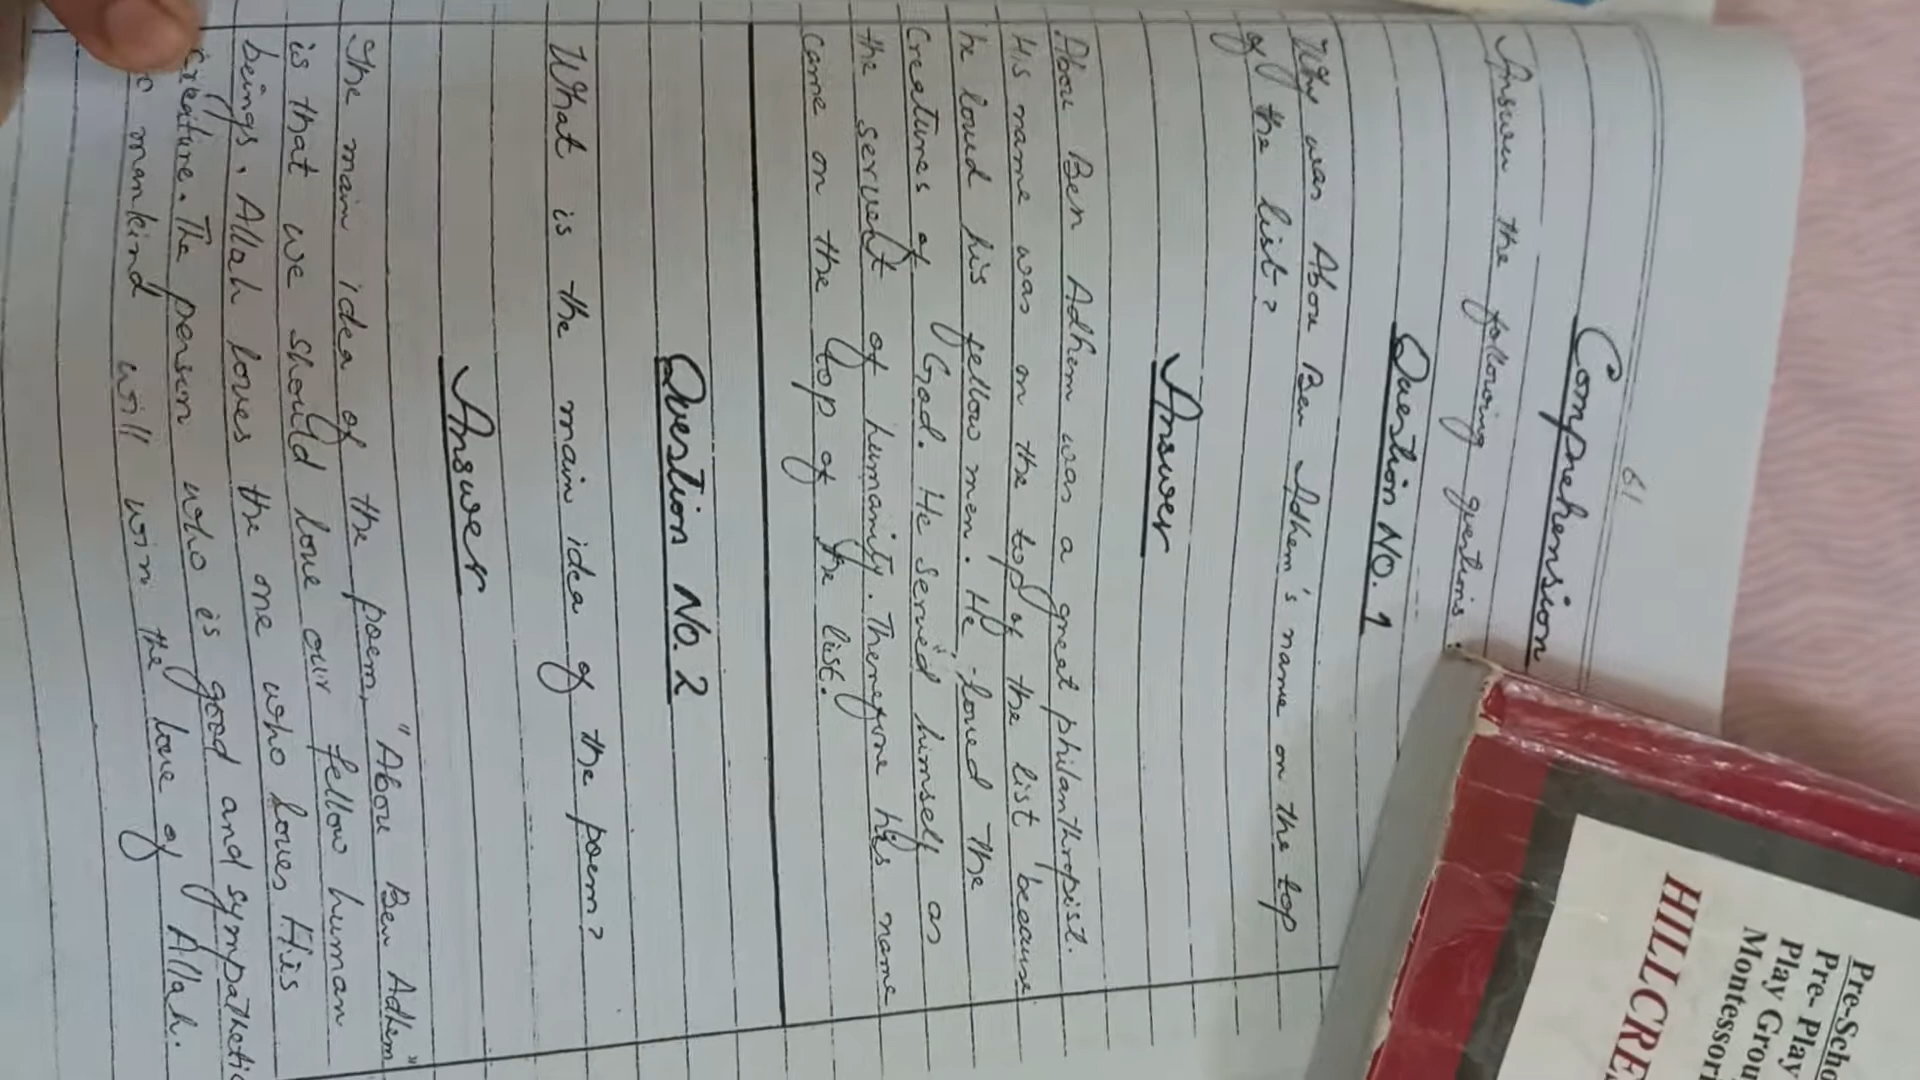 61
Comprehension
Answer the following questions:
Question No. 1
Why was Abou Ben Adhem's name on the top
of the list?
Answer
Abou Ben Adhem was a great philanthropist.
His name was on the top of the list because
he loved his fellow men. He loved the
Creatures of God. He served himself as
the servent of humanity. Therefore his name
came on the top of the list.
Question No. 2
What is the main idea of the poem?
Answer
The main idea of the poem, "Abou Ben Adhem"
is that we should love our fellow human
beings. Allah loves the one who loves His
creature. The person who is good and sympathetic
mankind will win the love of Allah.
Pre-Scho
Pre- Play
Play Grou
Montessori
HILLCRE